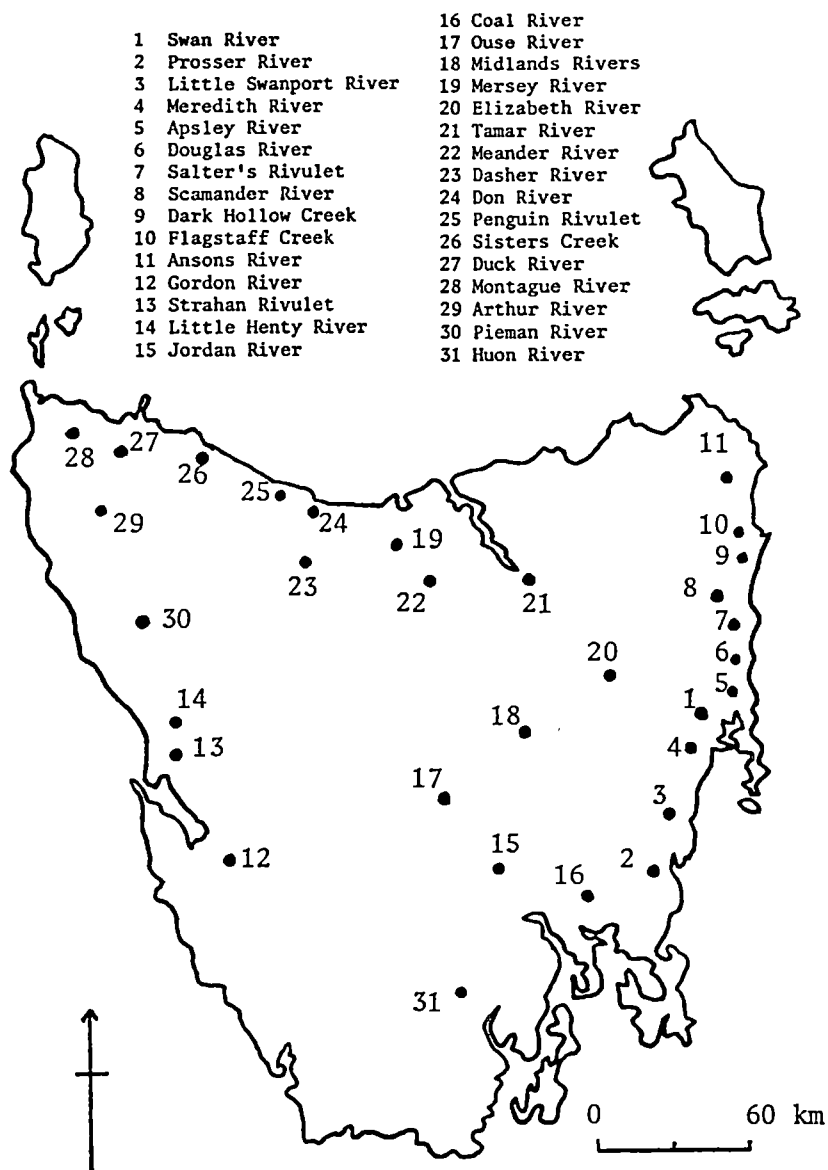 1 Swan River
2 Prosser River
3 Little Swanport River
4 Meredith River
5 Apsley River
6 Douglas River
7 Salter's Rivulet
8 Scamander River
9 Dark Hollow Creek
10 Flagstaff Creek
11 Ansons River
12 Gordon River
13 Strahan Rivulet
14 Little Henty River
15 Jordan River
16 Coal River
17 Ouse River
18 Midlands Rivers
19 Mersey River
20 Elizabeth River
21 Tamar River
22 Meander River
23 Dasher River
24 Don River
25 Penguin Rivulet
26 Sisters Creek
27 Duck River
28 Montague River
29 Arthur River
30 Pieman River
31 Huon River
28
27
26
25
24
29
23
19
22
21
11
10
9
8
7
6
5
1
4
30
20
14
13
18
17
3
12
15
16
2
31
0 60 km